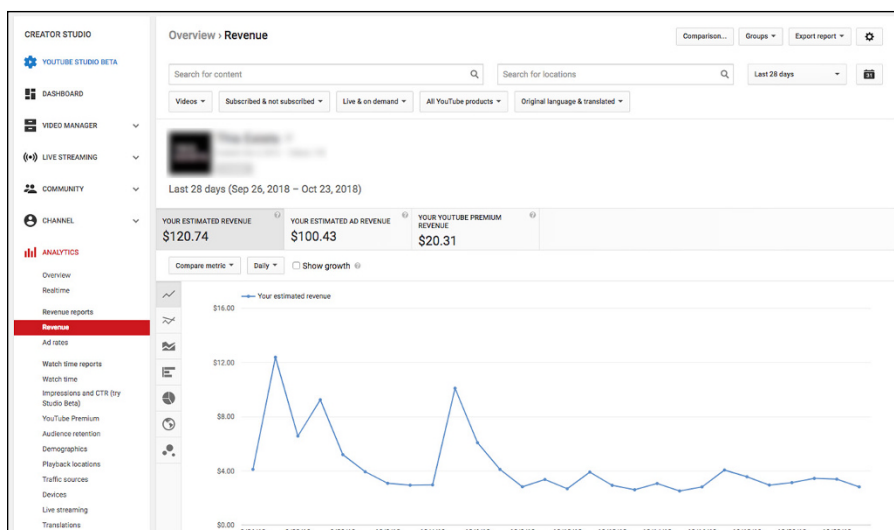 CREATOR STUDIO
YOUTUBE STUDIO BETA
DASHBOARD
VIDEO MANAGER
LIVE STREAMING
COMMUNITY
CHANNEL
ANALYTICS
Overview
Realtime
Revenue reports
Revenue
Ad rates
Watch time reports
Watch time
Impressions and CTR (try
Studio Beta)
YouTube Premium
Audience retention
Demographics
Playback locations
Traffic sources
Devices
Live streaming
Translations
Overview › Revenue
Comparison... Groups Export report
Search for content Search for locations Last 28 days
Videos Subscribed & not subscribed Live & on demand All YouTube products Original language & translated
Last 28 days (Sep 26, 2018 – Oct 23, 2018)
YOUR ESTIMATED REVENUE
$120.74
YOUR ESTIMATED AD REVENUE
$100.43
YOUR YOUTUBE PREMIUM
REVENUE
$20.31
Compare metric Daily Show growth
Your estimated revenue
$16.00
$12.00
$8.00
$4.00
$0.00